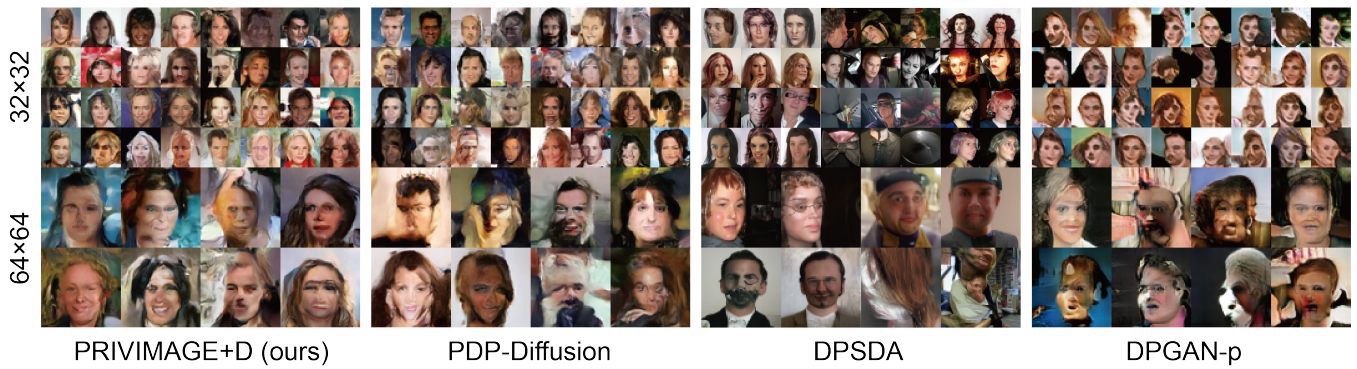 32×32
64×64
PRIVIMAGE+D (ours)
PDP-Diffusion
DPSDA
DPGAN-p